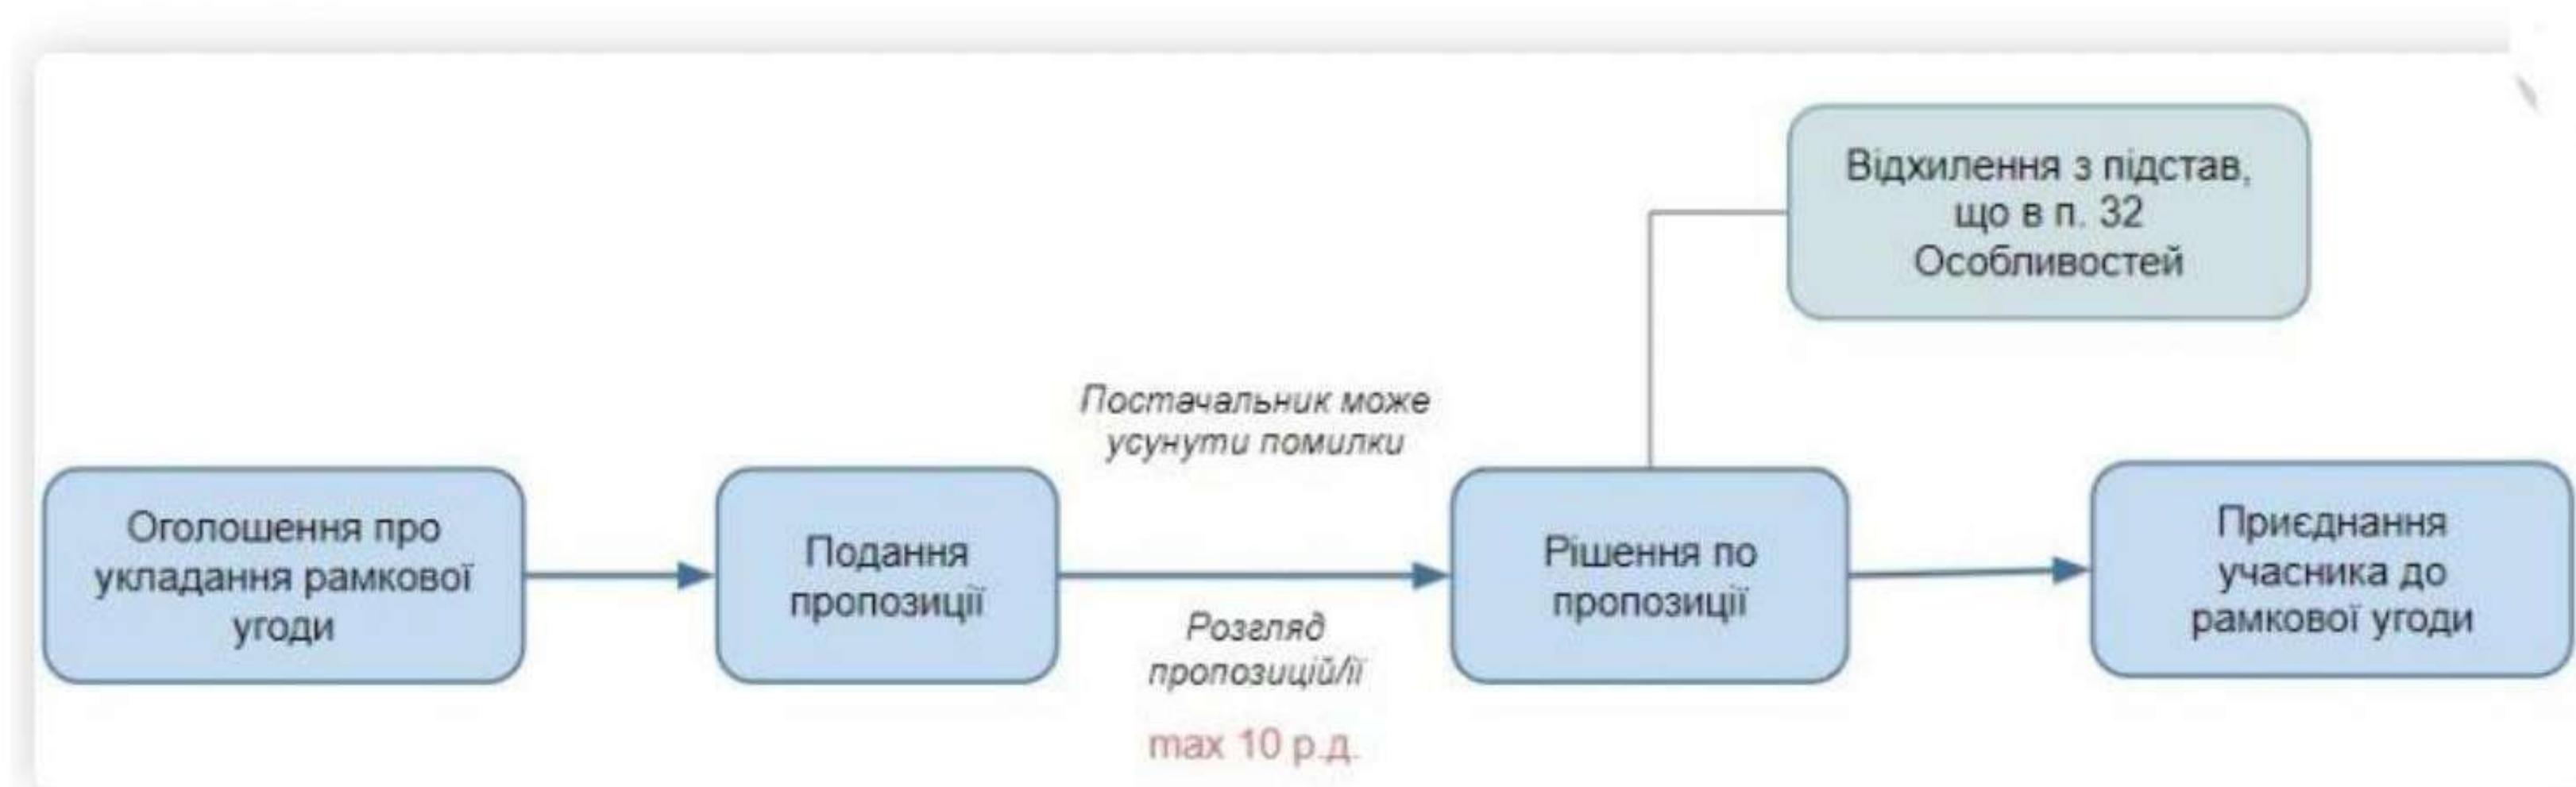 Відхилення з підстав,
що в п. 32
Особливостей
Постачальник може
усунути помилки
Оголошення про
укладання рамкової
угоди
Подання
пропозиції
Розгляд
пропозицій/ії
max 10 р.д.
Рішення по
пропозиції
Приєднання
учасника до
рамкової угоди